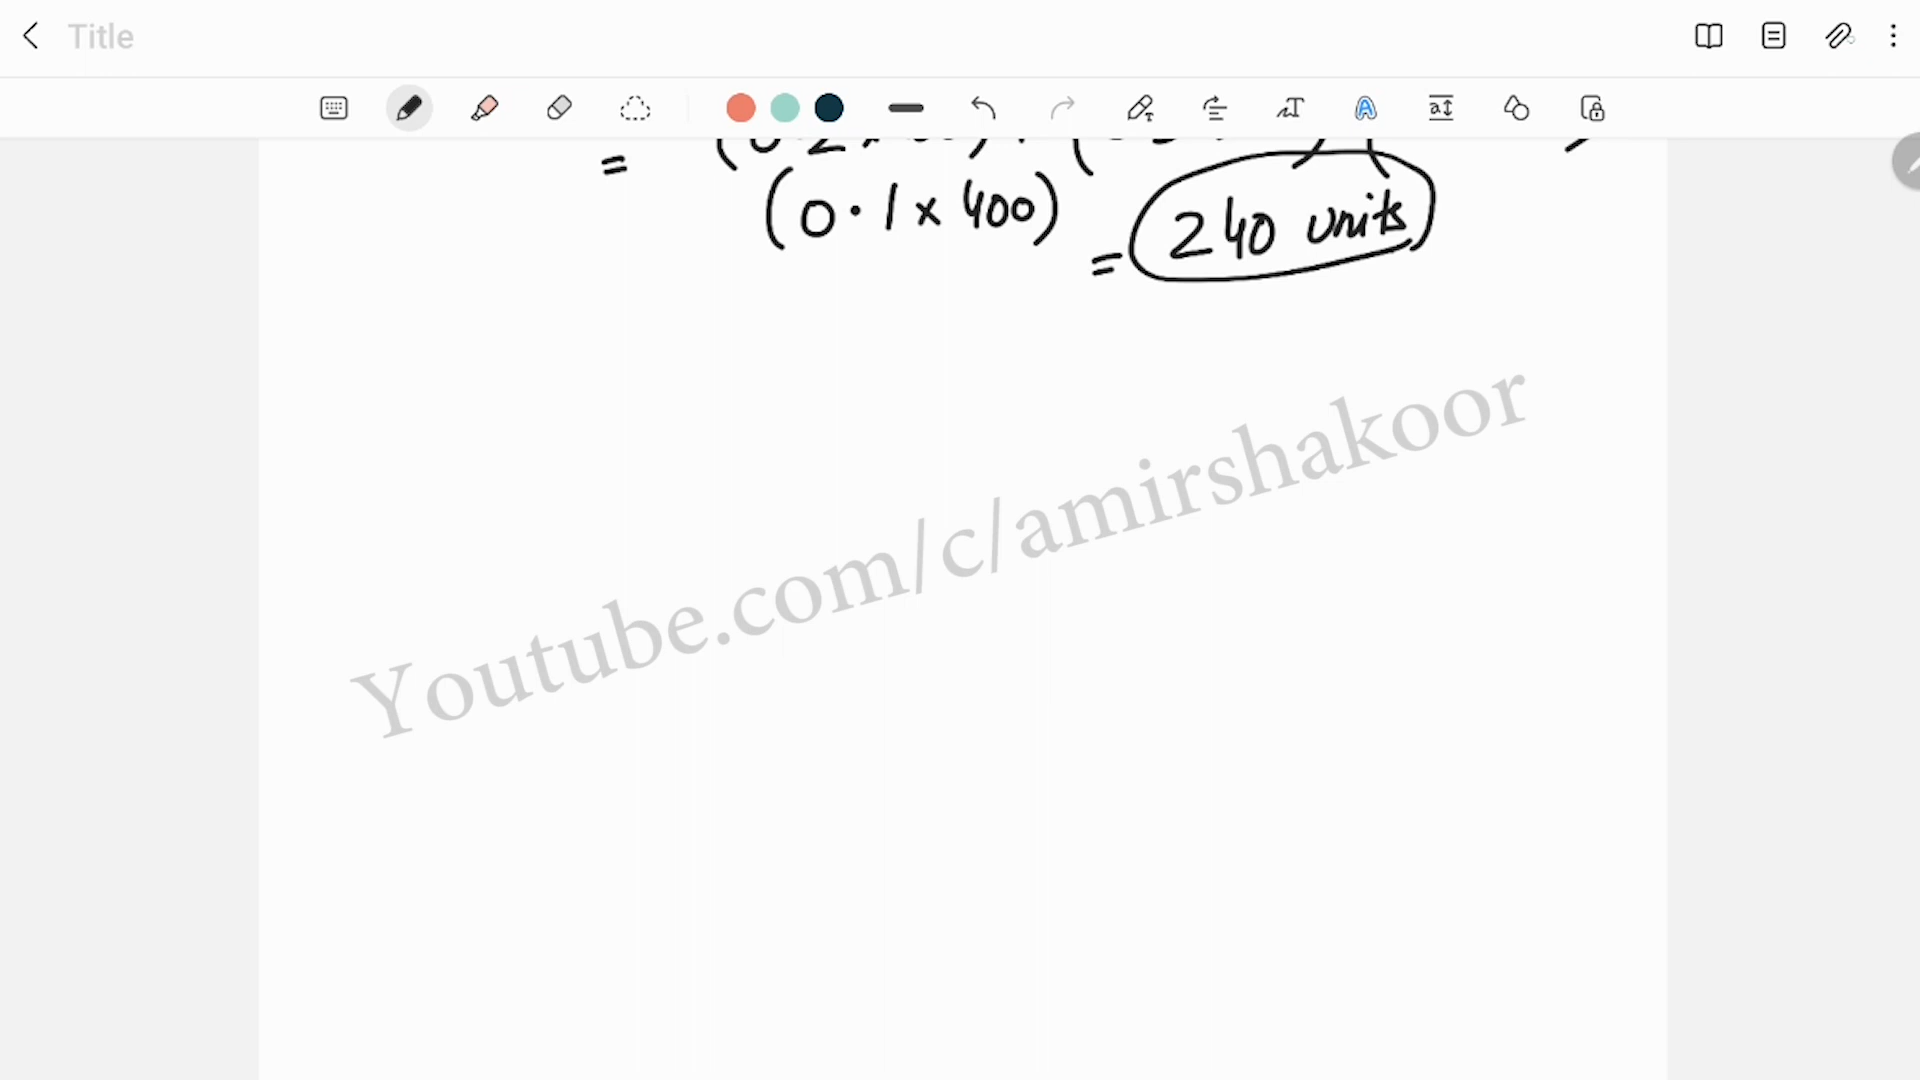 Title
=
(0.1 x 400)
= 240 units
Youtube.com/c/amirshakoor